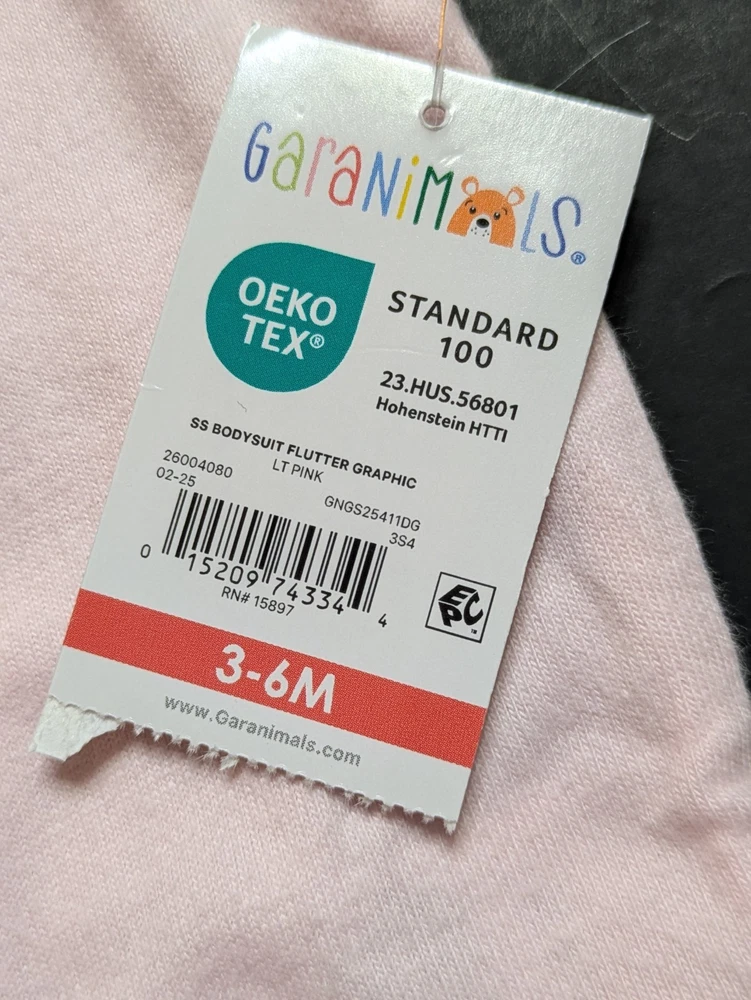 GaraNiMALS®
OEKO
TEX®
STANDARD
100
23.HUS.56801
Hohenstein HTTI
SS BODYSUIT FLUTTER GRAPHIC
LT PINK
26004080
02-25
GNGS25411DG
3S4
0 15209 74334 4
RN# 15897
EPC™
3-6M
www.Garanimals.com